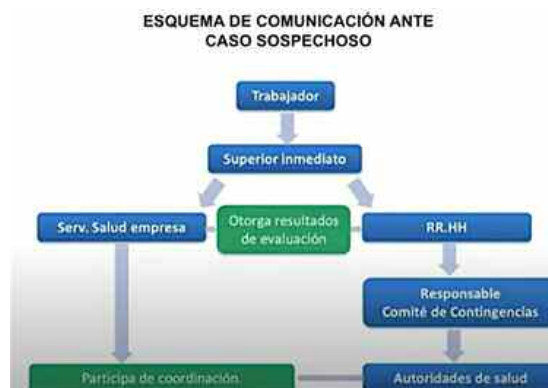 ESQUEMA DE COMUNICACIÓN ANTE
CASO SOSPECHOSO
Trabajador
Superior inmediato
Serv. Salud empresa
Otorga resultados
de evaluación
RR.HH
Responsable
Comité de Contingencias
Participa de coordinación.
Autoridades de salud